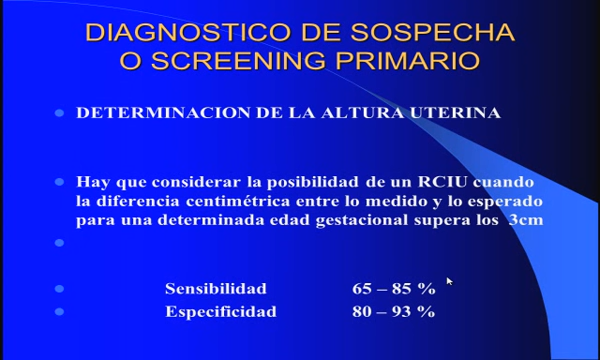 DIAGNOSTICO DE SOSPECHA
O SCREENING PRIMARIO
DETERMINACION DE LA ALTURA UTERINA
Hay que considerar la posibilidad de un RCIU cuando
la diferencia centimétrica entre lo medido y lo esperado
para una determinada edad gestacional supera los 3cm
Sensibilidad 65 – 85 %
Especificidad 80 – 93 %